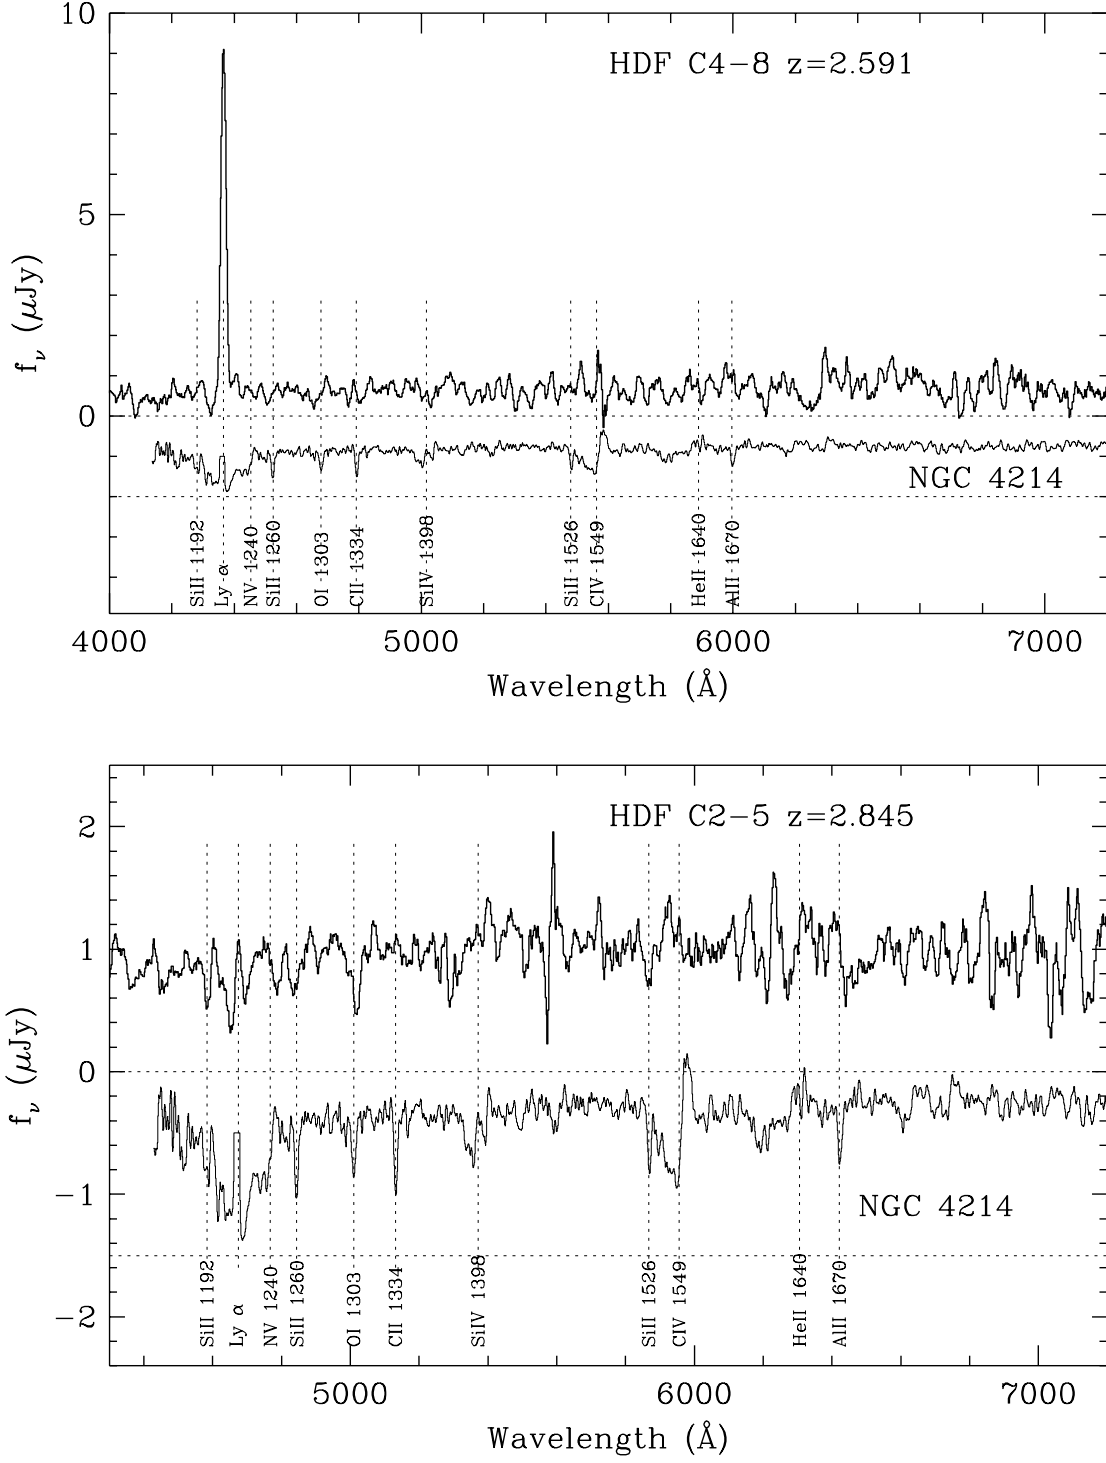 10
HDF C4−8 z=2.591
5
f_ν (μJy)
0
NGC 4214
SiII 1192
Ly α
NV 1240
SiII 1260
OI 1303
CII 1334
SiIV 1398
SiII 1526
CIV 1549
HeII 1640
AlII 1670
4000 5000 6000 7000
Wavelength (Å)
HDF C2−5 z=2.845
2
1
f_ν (μJy)
0
−1
NGC 4214
−2
SiII 1192
Ly α
NV 1240
SiII 1260
OI 1303
CII 1334
SiIV 1398
SiII 1526
CIV 1549
HeII 1640
AlII 1670
5000 6000 7000
Wavelength (Å)